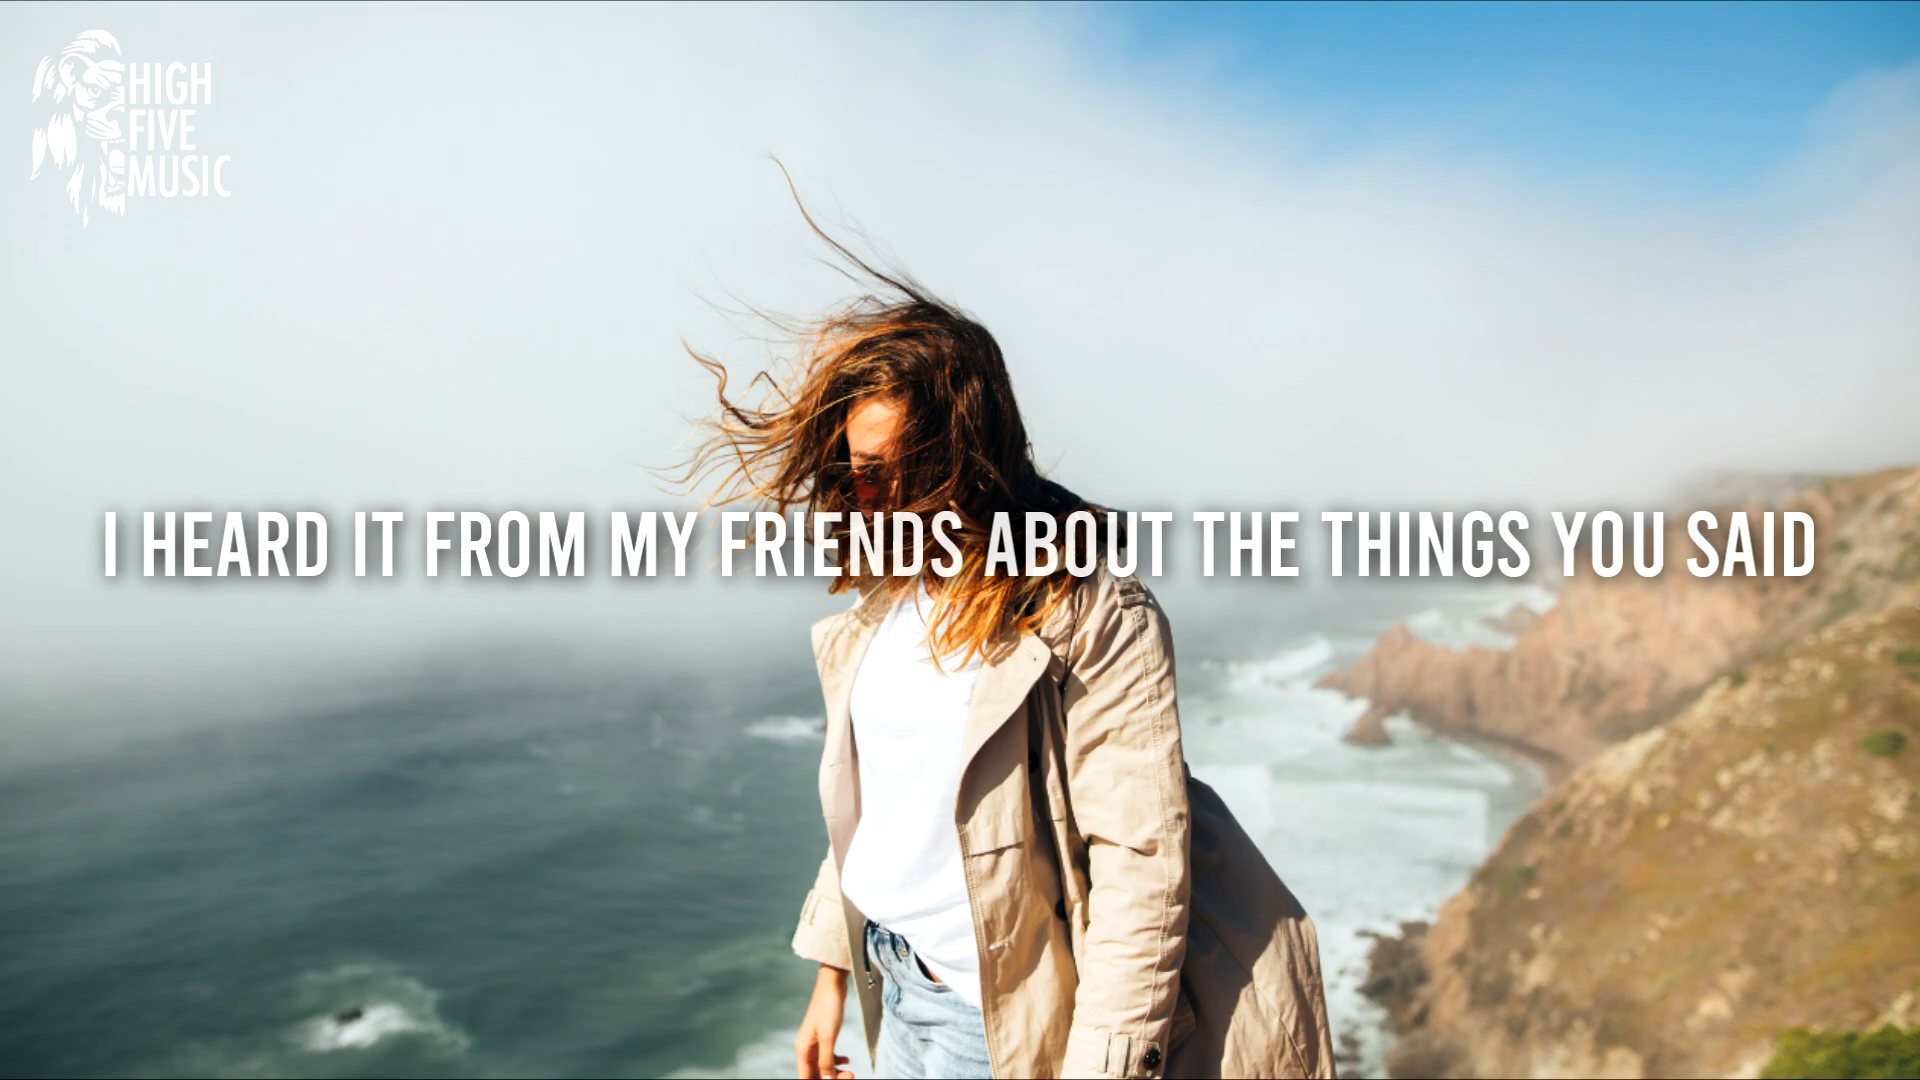 HIGH
FIVE
MUSIC
I HEARD IT FROM MY FRIENDS ABOUT THE THINGS YOU SAID